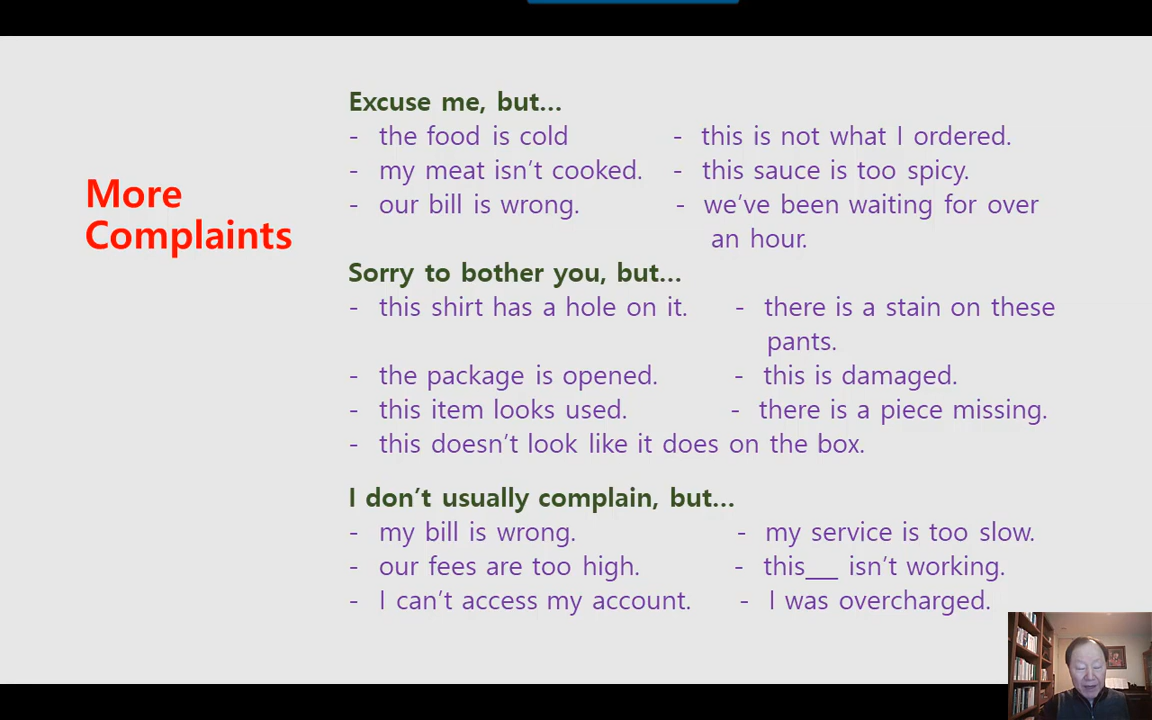 More
Complaints
Excuse me, but...
- the food is cold - this is not what I ordered.
- my meat isn't cooked. - this sauce is too spicy.
- our bill is wrong. - we've been waiting for over
an hour.
Sorry to bother you, but...
- this shirt has a hole on it. - there is a stain on these
pants.
- the package is opened. - this is damaged.
- this item looks used. - there is a piece missing.
- this doesn't look like it does on the box.
I don't usually complain, but...
- my bill is wrong. - my service is too slow.
- our fees are too high. - this___ isn't working.
- I can't access my account. - I was overcharged.